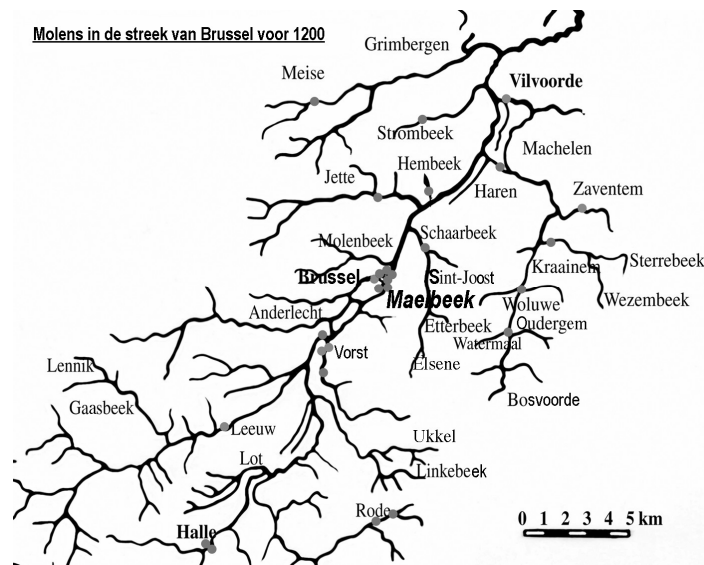 Molens in de streek van Brussel voor 1200
Grimbergen
Meise
Vilvoorde
Strombeek
Machelen
Hembeek
Jette
Haren
Zaventem
Schaarbeek
Molenbeek
Brussel
Sint-Joost
Kraainem
Sterrebeek
Maelbeek
Woluwe
Wezembeek
Anderlecht
Etterbeek
Oudergem
Watermaal
Vorst
Elsene
Lennik
Bosvoorde
Gaasbeek
Leeuw
Ukkel
Lot
Linkebeek
Rode
Halle
0 1 2 3 4 5 km